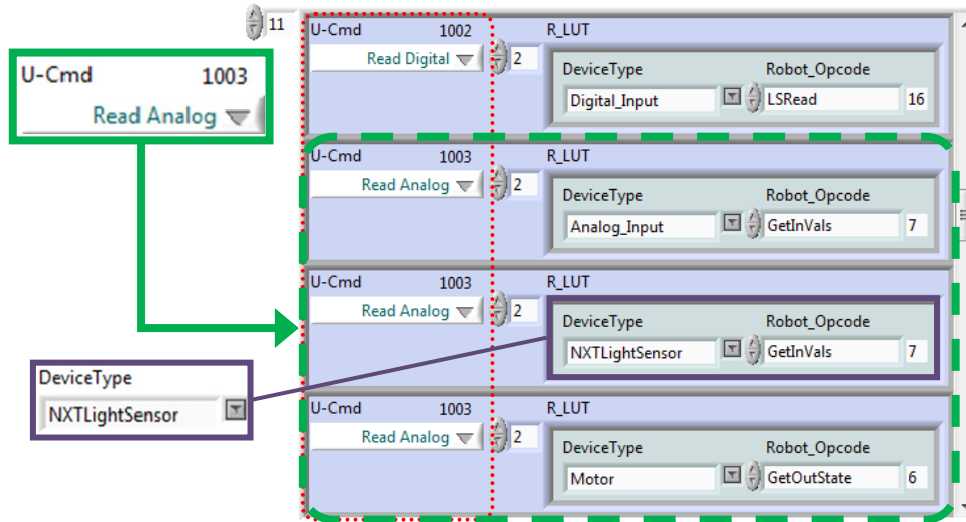 11
U-Cmd 1002 R_LUT
Read Digital 2
DeviceType Robot_Opcode
Digital_Input LSRead 16
U-Cmd 1003
Read Analog
U-Cmd 1003 R_LUT
Read Analog 2
DeviceType Robot_Opcode
Analog_Input GetInVals 7
U-Cmd 1003 R_LUT
Read Analog 2
DeviceType Robot_Opcode
NXTLightSensor GetInVals 7
DeviceType
NXTLightSensor
U-Cmd 1003 R_LUT
Read Analog 2
DeviceType Robot_Opcode
Motor GetOutState 6